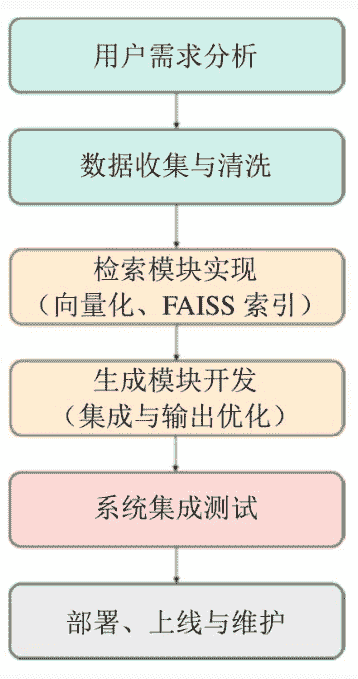 用户需求分析
数据收集与清洗
检索模块实现
（向量化、FAISS 索引）
生成模块开发
（集成与输出优化）
系统集成测试
部署、上线与维护